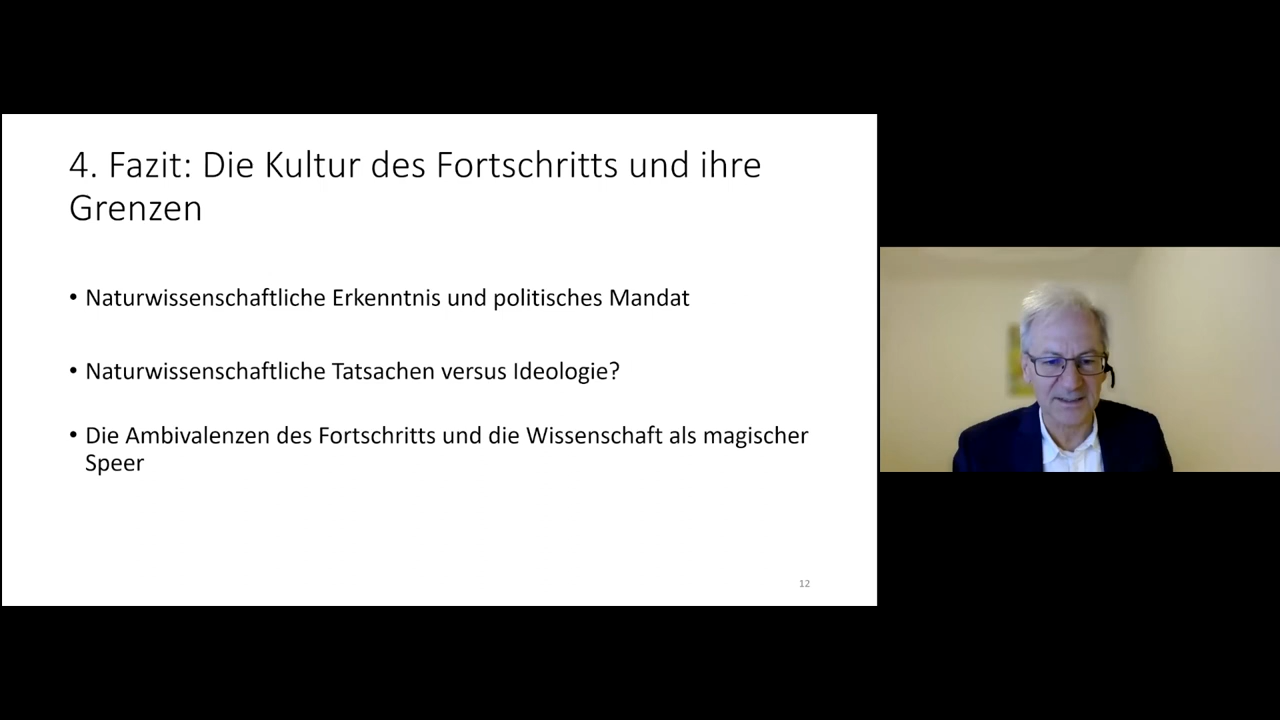 4. Fazit: Die Kultur des Fortschritts und ihre
Grenzen
• Naturwissenschaftliche Erkenntnis und politisches Mandat
• Naturwissenschaftliche Tatsachen versus Ideologie?
• Die Ambivalenzen des Fortschritts und die Wissenschaft als magischer
Speer
12